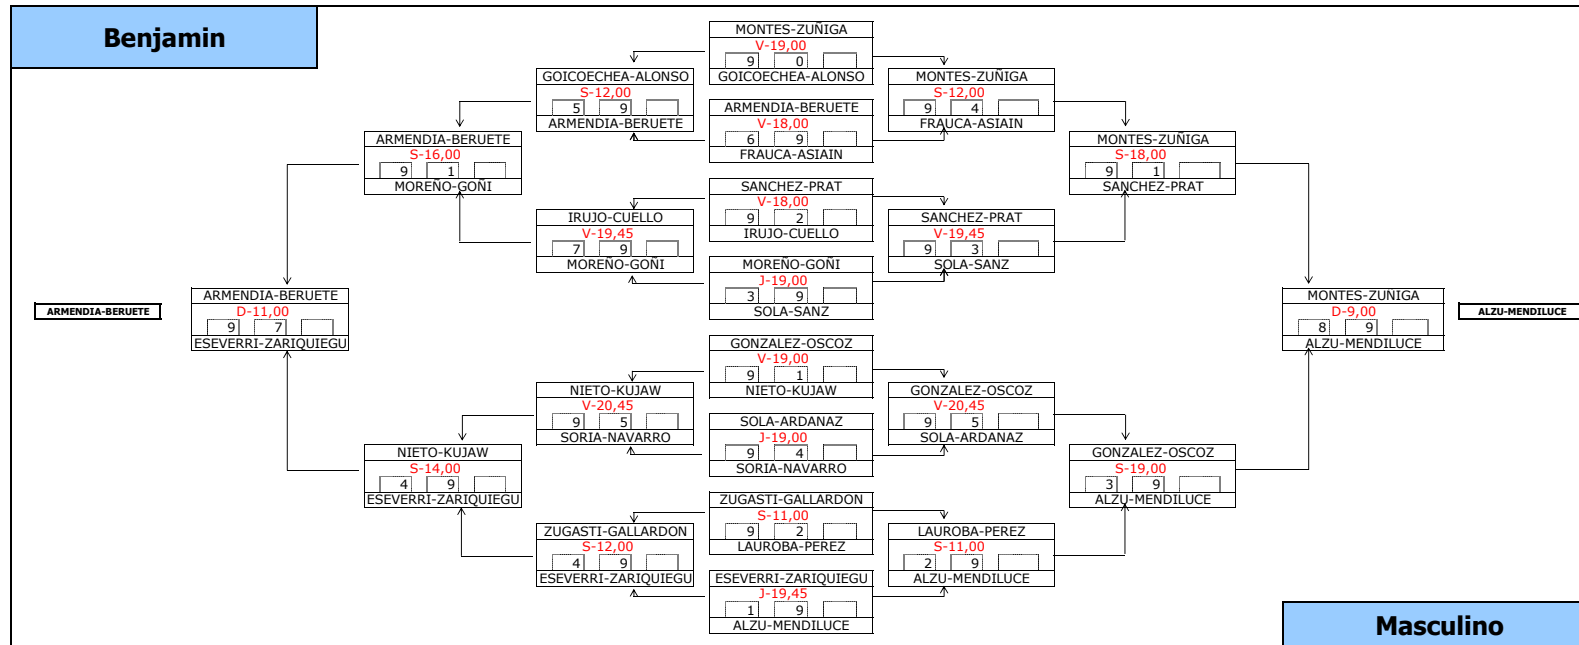 Benjamin
MONTES-ZUÑIGA
V-19,00
9 0
GOICOECHEA-ALONSO
GOICOECHEA-ALONSO
S-12,00
5 9
ARMENDIA-BERUETE
MONTES-ZUÑIGA
S-12,00
9 4
FRAUCA-ASIAIN
ARMENDIA-BERUETE
V-18,00
6 9
FRAUCA-ASIAIN
ARMENDIA-BERUETE
S-16,00
9 1
MOREÑO-GOÑI
MONTES-ZUÑIGA
S-18,00
9 1
SANCHEZ-PRAT
SANCHEZ-PRAT
V-18,00
9 2
IRUJO-CUELLO
IRUJO-CUELLO
V-19,45
7 9
MOREÑO-GOÑI
SANCHEZ-PRAT
V-19,45
9 3
SOLA-SANZ
MOREÑO-GOÑI
J-19,00
3 9
SOLA-SANZ
ARMENDIA-BERUETE
ARMENDIA-BERUETE
D-11,00
9 7
ESEVERRI-ZARIQUIEGU
MONTES-ZUÑIGA
D-9,00
8 9
ALZU-MENDILUCE
ALZU-MENDILUCE
GONZALEZ-OSCOZ
V-19,00
9 1
NIETO-KUJAW
NIETO-KUJAW
V-20,45
9 5
SORIA-NAVARRO
GONZALEZ-OSCOZ
V-20,45
9 5
SOLA-ARDANAZ
SOLA-ARDANAZ
J-19,00
9 4
SORIA-NAVARRO
NIETO-KUJAW
S-14,00
4 9
ESEVERRI-ZARIQUIEGU
GONZALEZ-OSCOZ
S-19,00
3 9
ALZU-MENDILUCE
ZUGASTI-GALLARDON
S-11,00
9 2
LAUROBA-PEREZ
ZUGASTI-GALLARDON
S-12,00
4 9
ESEVERRI-ZARIQUIEGU
LAUROBA-PEREZ
S-11,00
2 9
ALZU-MENDILUCE
ESEVERRI-ZARIQUIEGU
J-19,45
1 9
ALZU-MENDILUCE
Masculino